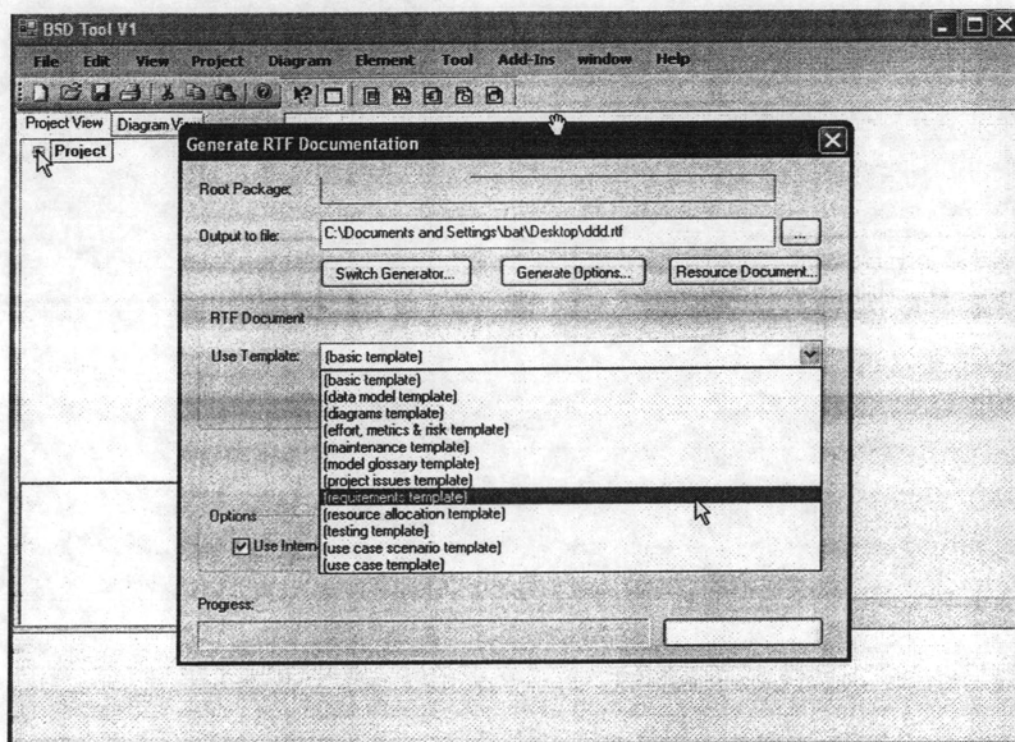 BSD Tool V1
File Edit View Project Diagram Element Tool Add-Ins window Help
Project View Diagram
Project
Generate RTF Documentation
Root Package:
Output to file: C:\Documents and Settings\bat\Desktop\ddd.rtf ...
Switch Generator... Generate Options... Resource Document...
RTF Document
Use Template: (basic template)
(basic template)
(data model template)
(diagrams template)
(effort, metrics & risk template)
(maintenance template)
(model glossary template)
(project issues template)
(requirements template)
(resource allocation template)
(testing template)
(use case scenario template)
(use case template)
Options
Use Intern
Progress: